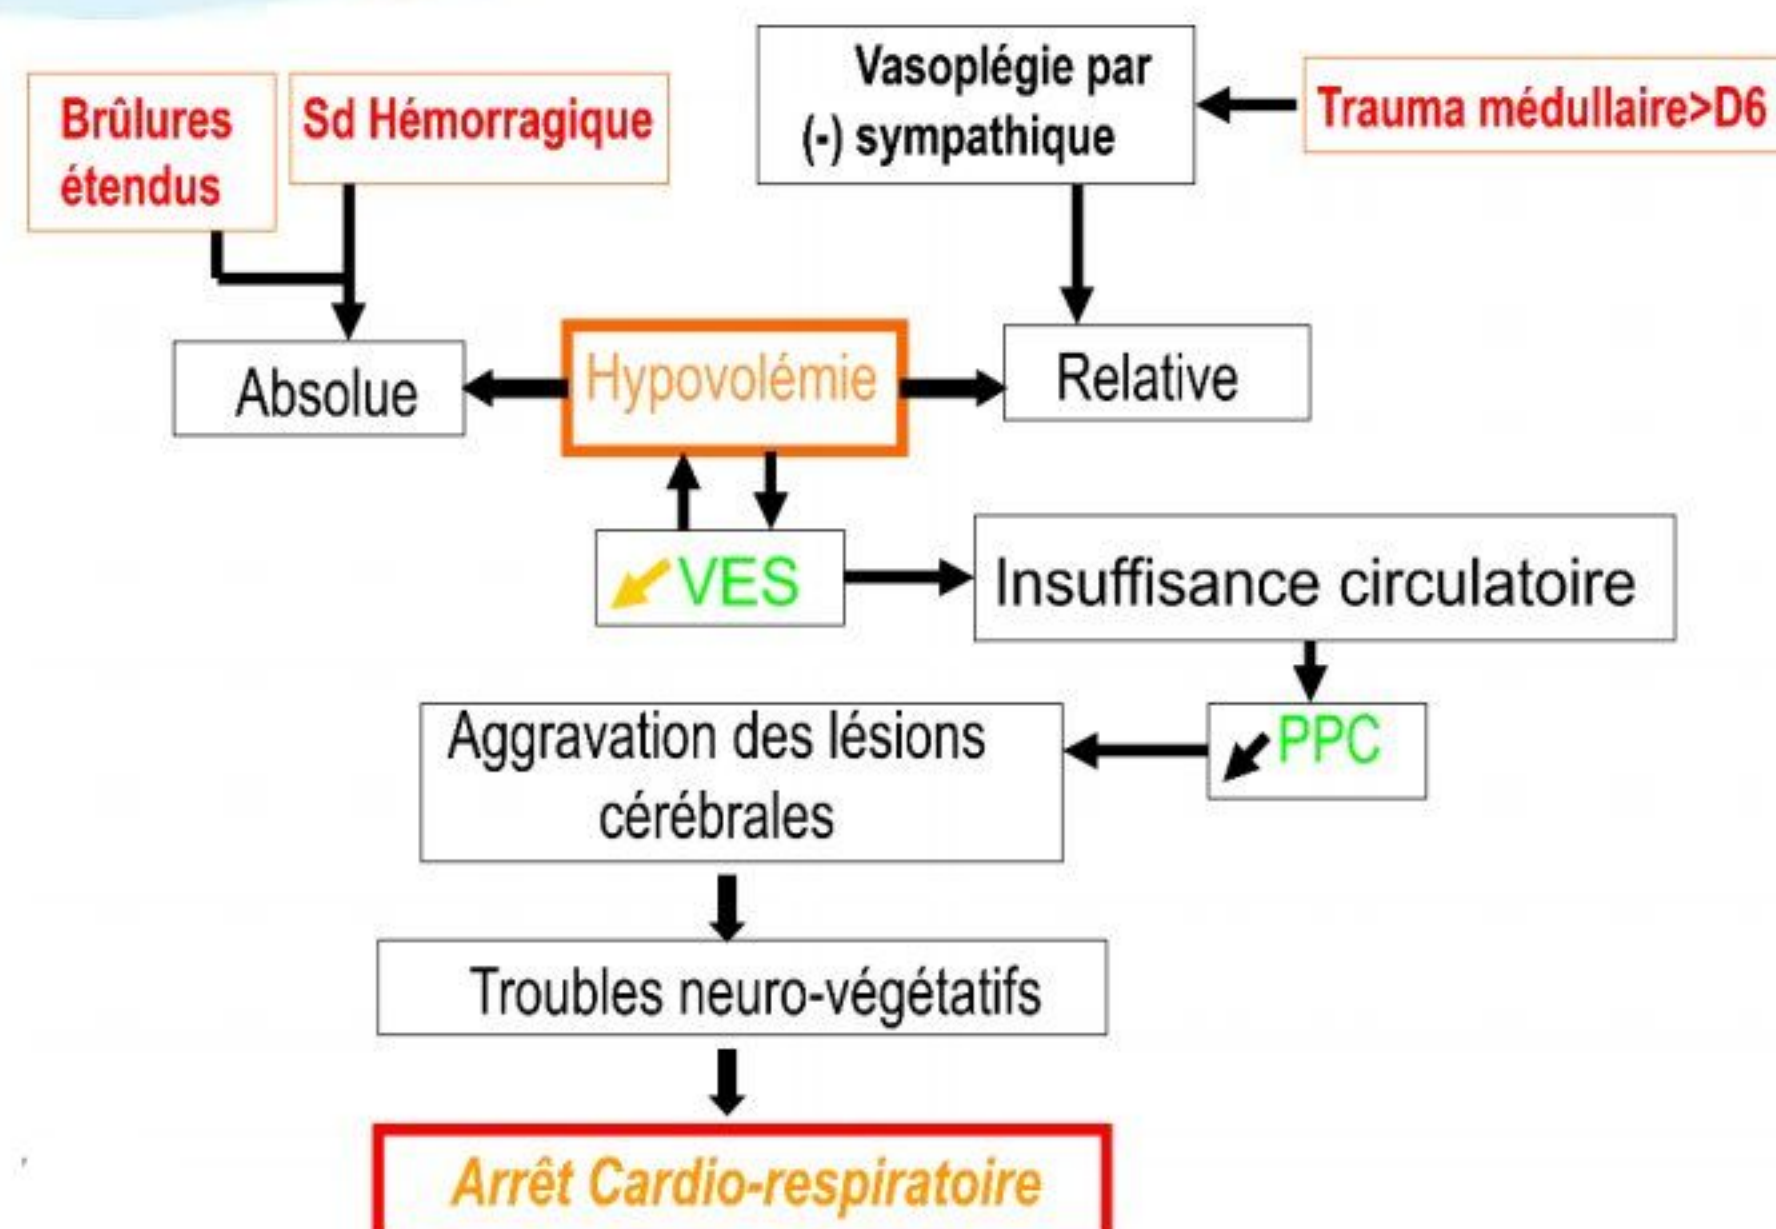 Vasoplégie par
(-) sympathique
Trauma médullaire>D6
Brûlures
étendus
Sd Hémorragique
Absolue
Hypovolémie
Relative
VES
Insuffisance circulatoire
PPC
Aggravation des lésions
cérébrales
Troubles neuro-végétatifs
Arrêt Cardio-respiratoire